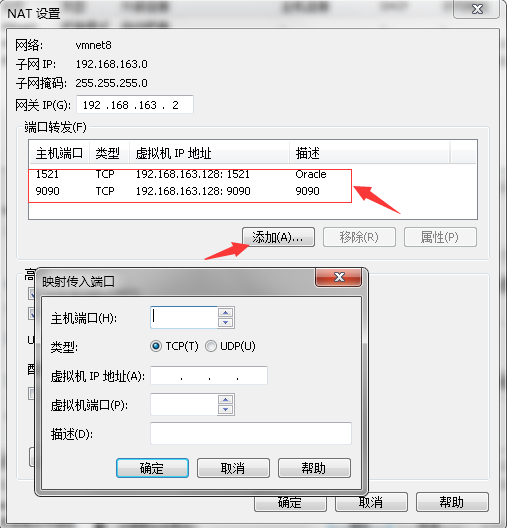 NAT 设置
网络: vmnet8
子网 IP: 192.168.163.0
子网掩码: 255.255.255.0
网关 IP(G): 192 .168 .163 . 2
端口转发(F)
主机端口 类型 虚拟机 IP 地址 描述
1521 TCP 192.168.163.128: 1521 Oracle
9090 TCP 192.168.163.128: 9090 9090
添加(A)... 移除(R) 属性(P)
高
映射传入端口
主机端口(H):
类型: TCP(T) UDP(U)
虚拟机 IP 地址(A): . . .
虚拟机端口(P):
描述(D):
确定 取消 帮助
确定 取消 帮助